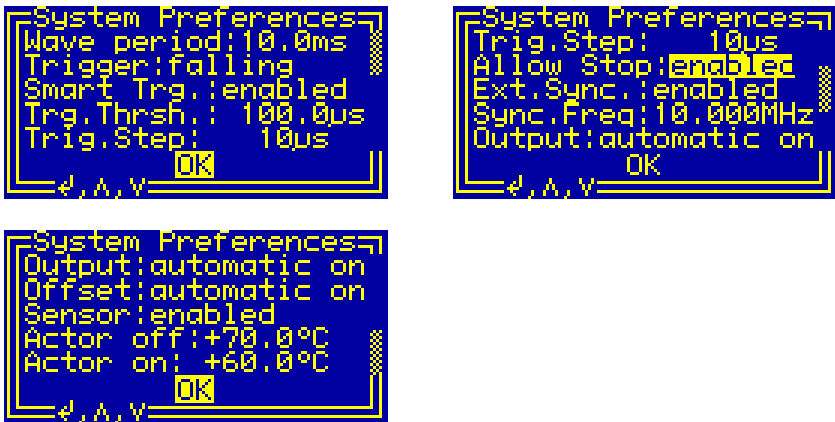 System Preferences
Wave period:10.0ms
Trigger:falling
Smart Trg.:enabled
Trg.Thrsh.: 100.0µs
Trig.Step: 10µs
OK
↵,Λ,V
System Preferences
Trig.Step: 10µs
Allow Stop:enabled
Ext.Sync.:enabled
Sync.Freq:10.000MHz
Output:automatic on
OK
↵,Λ,V
System Preferences
Output:automatic on
Offset:automatic on
Sensor:enabled
Actor off:+70.0°C
Actor on: +60.0°C
OK
↵,Λ,V